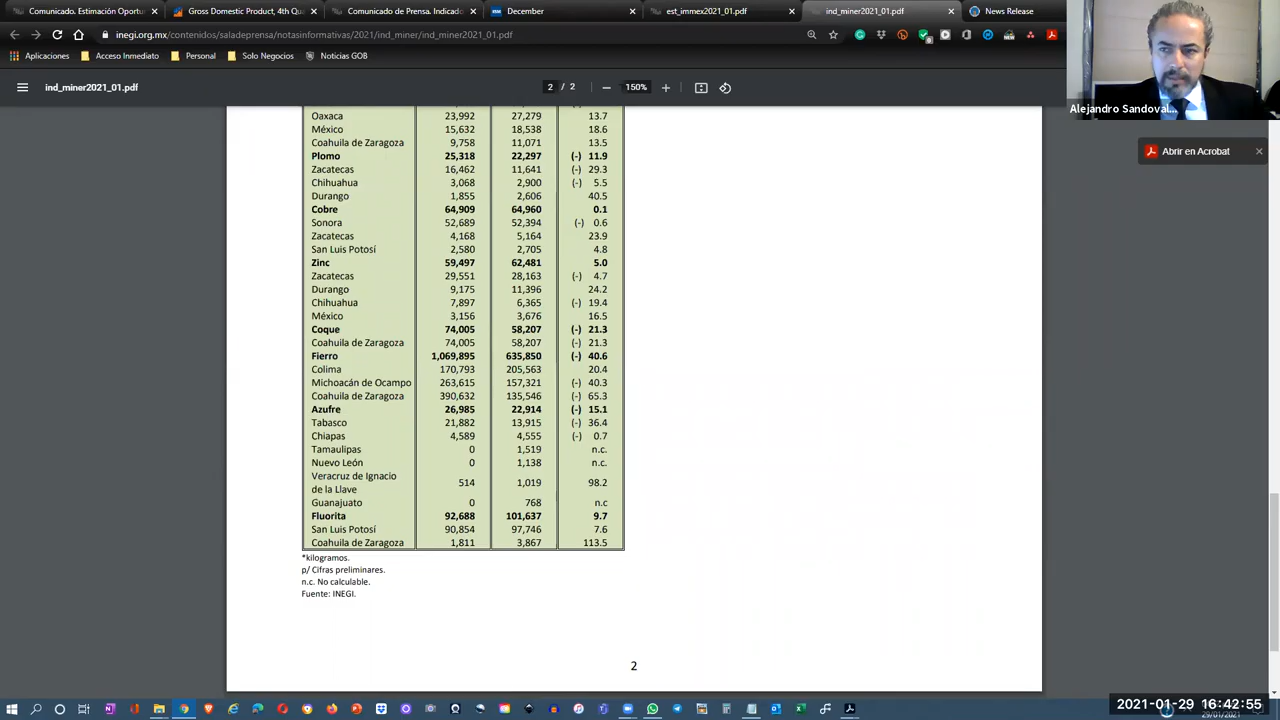 Comunicado. Estimación Oportu
Gross Domestic Product, 4th Qua
Comunicado de Prensa. Indicado
December
est_immex2021_01.pdf
ind_miner2021_01.pdf
News Release
inegi.org.mx/contenidos/saladeprensa/notasinformativas/2021/ind_miner/ind_miner2021_01.pdf
Aplicaciones Acceso Inmediato Personal Solo Negocios Noticias GOB
ind_miner2021_01.pdf 2 / 2 150%
Alejandro Sandoval...
Abrir en Acrobat
Oaxaca 23,992 27,279 13.7
México 15,632 18,538 18.6
Coahuila de Zaragoza 9,758 11,071 13.5
Plomo 25,318 22,297 (-) 11.9
Zacatecas 16,462 11,641 (-) 29.3
Chihuahua 3,068 2,900 (-) 5.5
Durango 1,855 2,606 40.5
Cobre 64,909 64,960 0.1
Sonora 52,689 52,394 (-) 0.6
Zacatecas 4,168 5,164 23.9
San Luis Potosí 2,580 2,705 4.8
Zinc 59,497 62,481 5.0
Zacatecas 29,551 28,163 (-) 4.7
Durango 9,175 11,396 24.2
Chihuahua 7,897 6,365 (-) 19.4
México 3,156 3,676 16.5
Coque 74,005 58,207 (-) 21.3
Coahuila de Zaragoza 74,005 58,207 (-) 21.3
Fierro 1,069,895 635,850 (-) 40.6
Colima 170,793 205,563 20.4
Michoacán de Ocampo 263,615 157,321 (-) 40.3
Coahuila de Zaragoza 390,632 135,546 (-) 65.3
Azufre 26,985 22,914 (-) 15.1
Tabasco 21,882 13,915 (-) 36.4
Chiapas 4,589 4,555 (-) 0.7
Tamaulipas 0 1,519 n.c.
Nuevo León 0 1,138 n.c.
Veracruz de Ignacio
de la Llave 514 1,019 98.2
Guanajuato 0 768 n.c
Fluorita 92,688 101,637 9.7
San Luis Potosí 90,854 97,746 7.6
Coahuila de Zaragoza 1,811 3,867 113.5
*kilogramos.
p/ Cifras preliminares.
n.c. No calculable.
Fuente: INEGI.
2
2021-01-29 16:42:55
29/01/2021